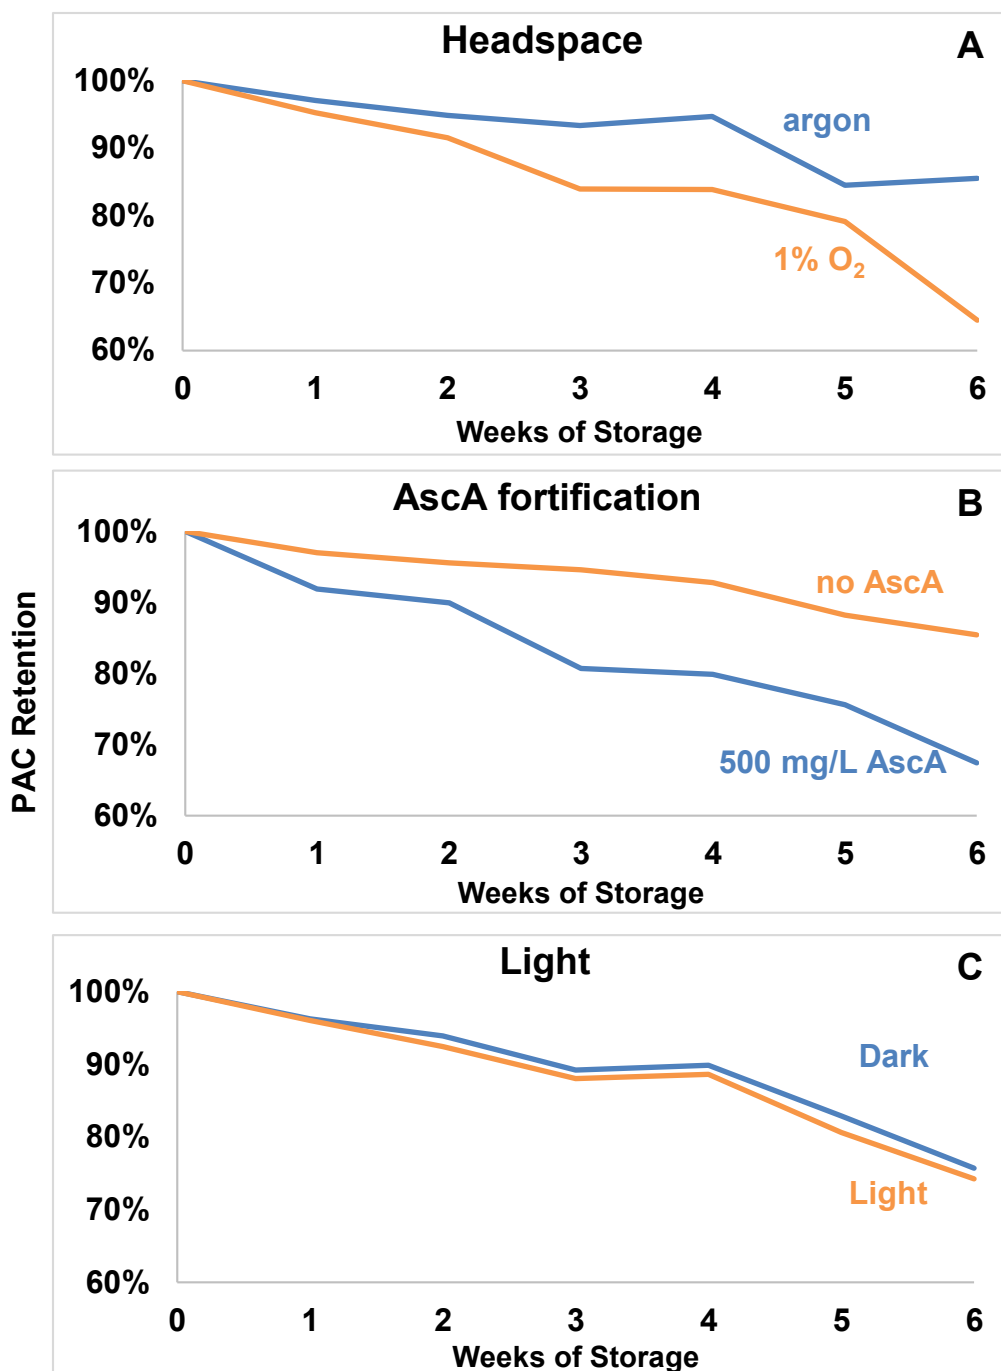 Headspace
A
100%
90%
80%
70%
60%
argon
1% O₂
0 1 2 3 4 5 6
Weeks of Storage
PAC Retention
AscA fortification
B
100%
90%
80%
70%
60%
no AscA
500 mg/L AscA
0 1 2 3 4 5 6
Weeks of Storage
Light
C
100%
90%
80%
70%
60%
Dark
Light
0 1 2 3 4 5 6
Weeks of Storage